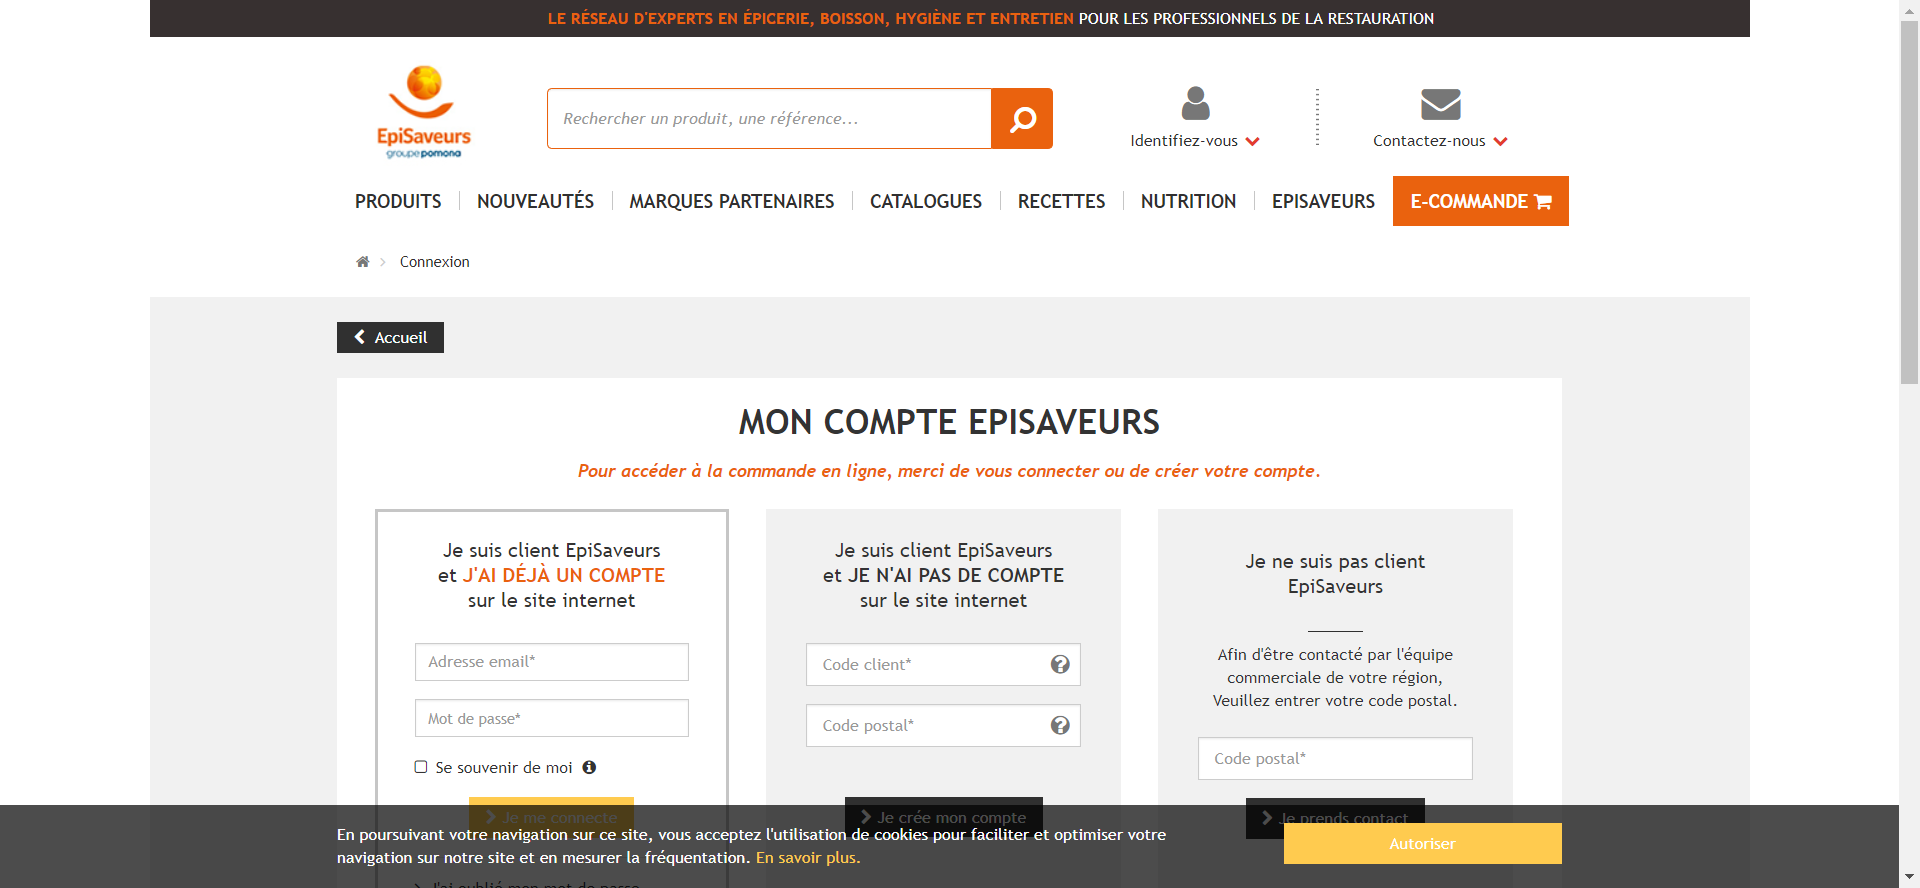 LE RÉSEAU D'EXPERTS EN ÉPICERIE, BOISSON, HYGIÈNE ET ENTRETIEN POUR LES PROFESSIONNELS DE LA RESTAURATION
EpiSaveurs
groupe pomona
Rechercher un produit, une référence...
Identifiez-vous
Contactez-nous
PRODUITS
NOUVEAUTÉS
MARQUES PARTENAIRES
CATALOGUES
RECETTES
NUTRITION
EPISAVEURS
E-COMMANDE
Connexion
Accueil
MON COMPTE EPISAVEURS
Pour accéder à la commande en ligne, merci de vous connecter ou de créer votre compte.
Je suis client EpiSaveurs
et J'AI DÉJÀ UN COMPTE
sur le site internet
Adresse email*
Mot de passe*
Se souvenir de moi
Je me connecte
J'ai oublié mon mot de passe
Je suis client EpiSaveurs
et JE N'AI PAS DE COMPTE
sur le site internet
Code client*
Code postal*
Je crée mon compte
Je ne suis pas client
EpiSaveurs
Afin d'être contacté par l'équipe
commerciale de votre région,
Veuillez entrer votre code postal.
Code postal*
Je prends contact
En poursuivant votre navigation sur ce site, vous acceptez l'utilisation de cookies pour faciliter et optimiser votre
navigation sur notre site et en mesurer la fréquentation. En savoir plus.
Autoriser